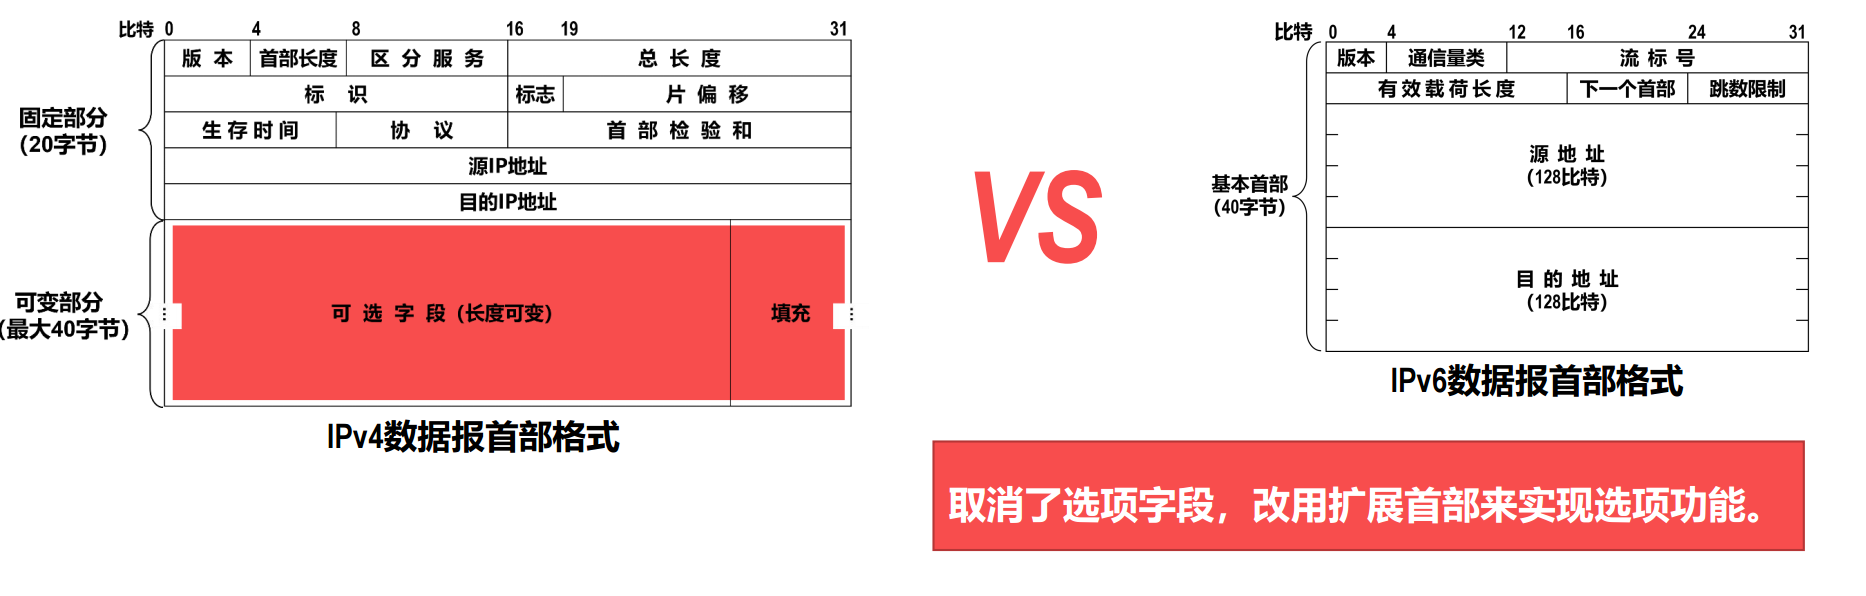 比特 0 4 8 16 19 31
版 本 首部长度 区 分 服 务 总 长 度
标 识 标志 片 偏 移
生 存 时 间 协 议 首 部 检 验 和
源IP地址
目的IP地址
固定部分
(20字节)
可 选 字 段 (长度可变) 填充
可变部分
(最大40字节)
IPv4数据报首部格式
VS
比特 0 4 12 16 24 31
版本 通信量类 流 标 号
有 效 载 荷 长 度 下一个首部 跳数限制
源 地 址
(128比特)
基本首部
(40字节)
目 的 地 址
(128比特)
IPv6数据报首部格式
取消了选项字段，改用扩展首部来实现选项功能。